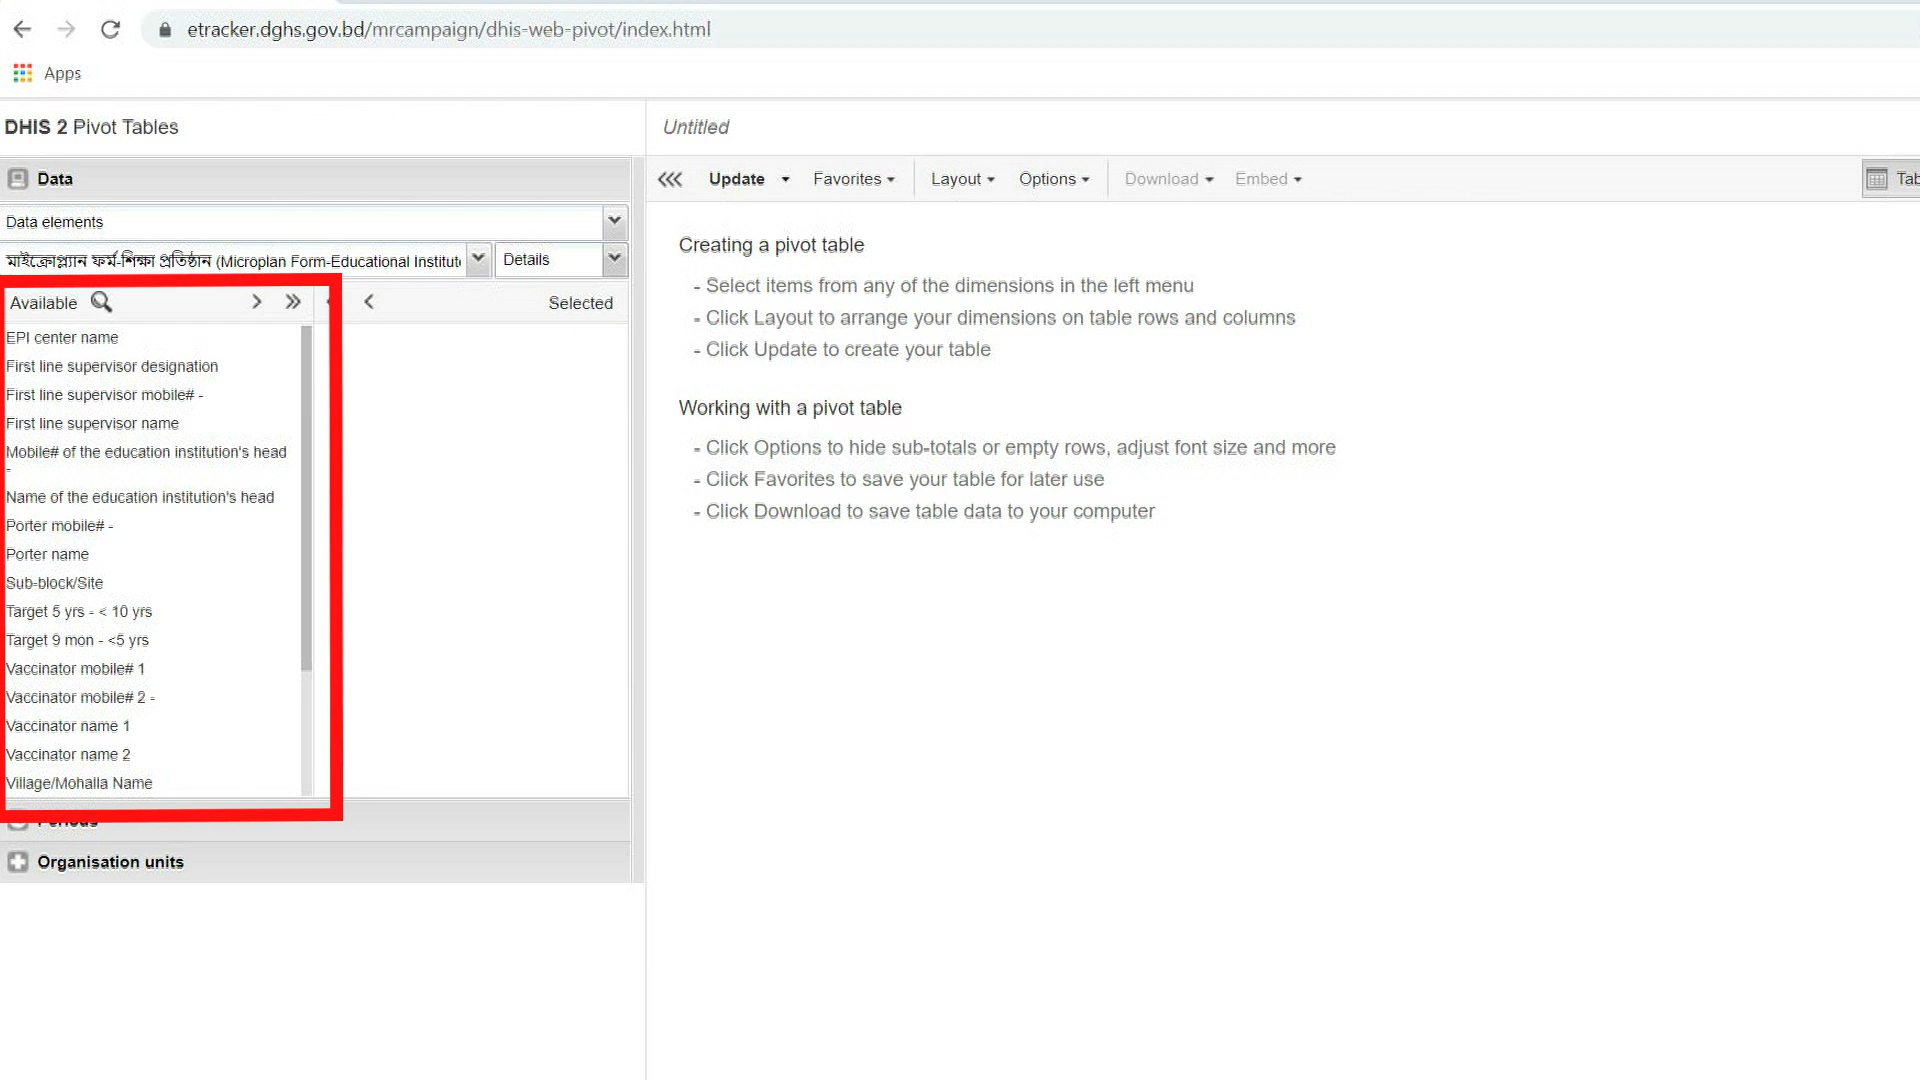 etracker.dghs.gov.bd/mrcampaign/dhis-web-pivot/index.html
Apps
DHIS 2 Pivot Tables
Untitled
Data
Update
Favorites
Layout
Options
Download
Embed
Tab
Data elements
মাইক্রোপ্ল্যান ফর্ম-শিক্ষা প্রতিষ্ঠান (Microplan Form-Educational Institute
Details
Available
Selected
EPI center name
First line supervisor designation
First line supervisor mobile# -
First line supervisor name
Mobile# of the education institution's head
-
Name of the education institution's head
Porter mobile# -
Porter name
Sub-block/Site
Target 5 yrs - < 10 yrs
Target 9 mon - <5 yrs
Vaccinator mobile# 1
Vaccinator mobile# 2 -
Vaccinator name 1
Vaccinator name 2
Village/Mohalla Name
Periods
Organisation units
Creating a pivot table
- Select items from any of the dimensions in the left menu
- Click Layout to arrange your dimensions on table rows and columns
- Click Update to create your table
Working with a pivot table
- Click Options to hide sub-totals or empty rows, adjust font size and more
- Click Favorites to save your table for later use
- Click Download to save table data to your computer